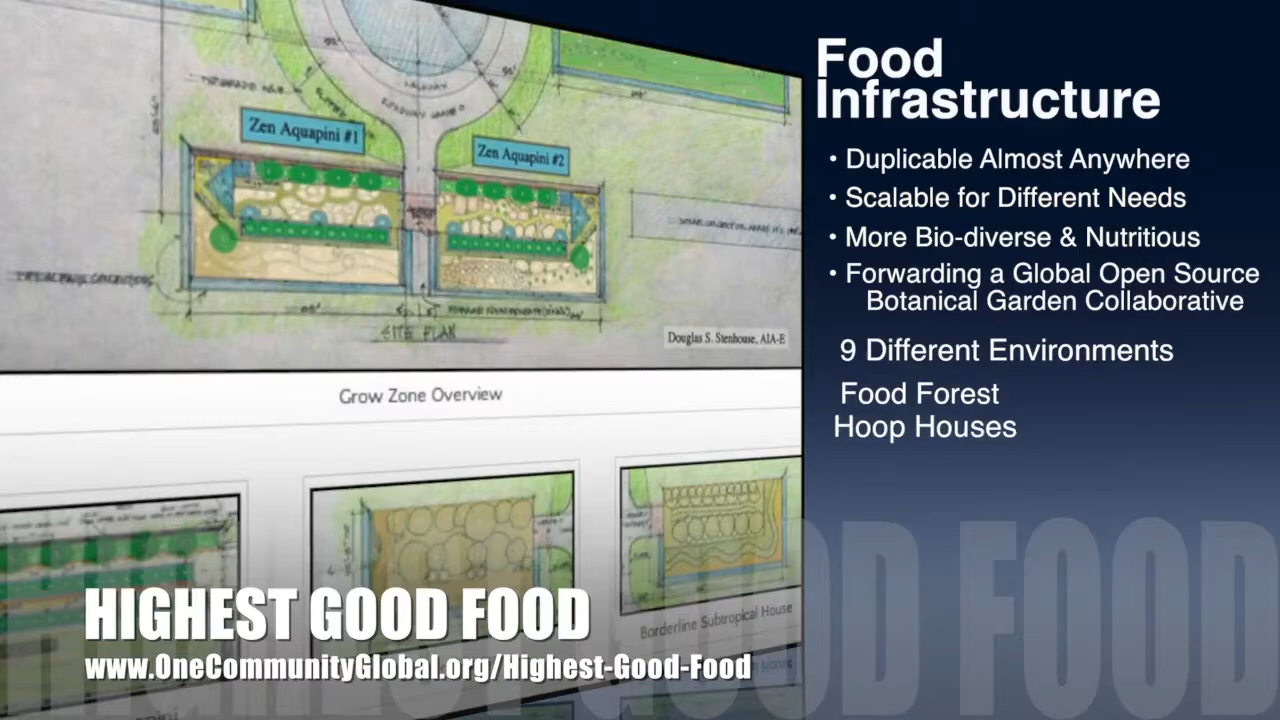 Food
Infrastructure
• Duplicable Almost Anywhere
• Scalable for Different Needs
• More Bio-diverse & Nutritious
• Forwarding a Global Open Source
Botanical Garden Collaborative
9 Different Environments
Food Forest
Hoop Houses
Zen Aquapini #1
Zen Aquapini #2
SITE PLAN
Douglas S. Stenhouse, AIA-E
Grow Zone Overview
Borderline Subtropical House
HIGHEST GOOD FOOD
www.OneCommunityGlobal.org/Highest-Good-Food
GOOD FOOD